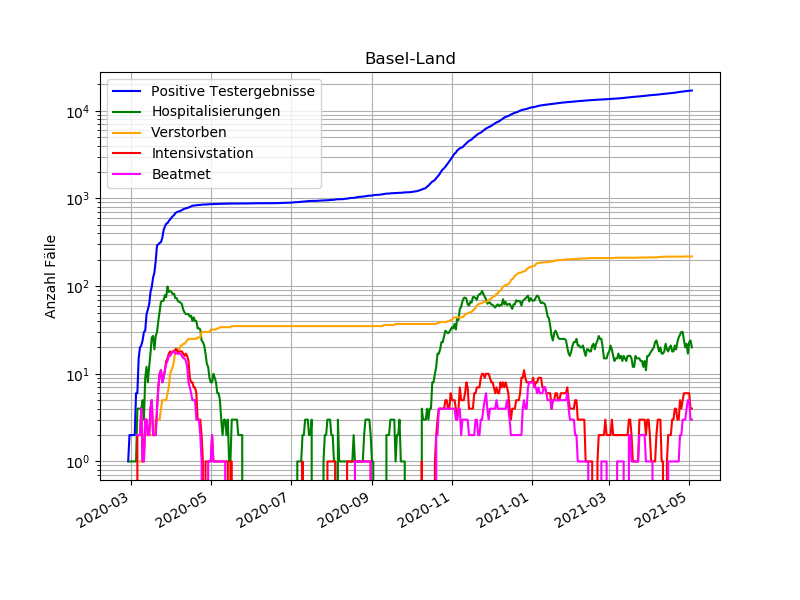 Basel-Land
Anzahl Fälle
10^4
10^3
10^2
10^1
10^0
Positive Testergebnisse
Hospitalisierungen
Verstorben
Intensivstation
Beatmet
2020-03
2020-05
2020-07
2020-09
2020-11
2021-01
2021-03
2021-05